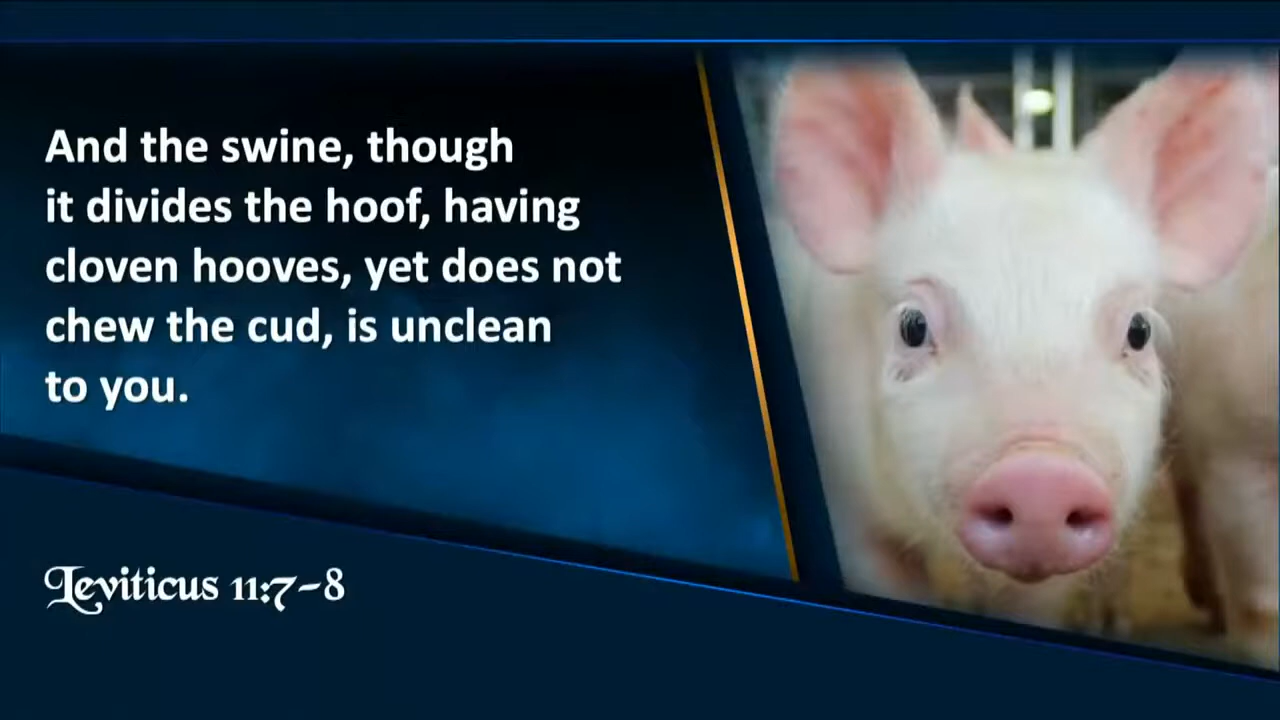 And the swine, though
it divides the hoof, having
cloven hooves, yet does not
chew the cud, is unclean
to you.
Leviticus 11:7-8